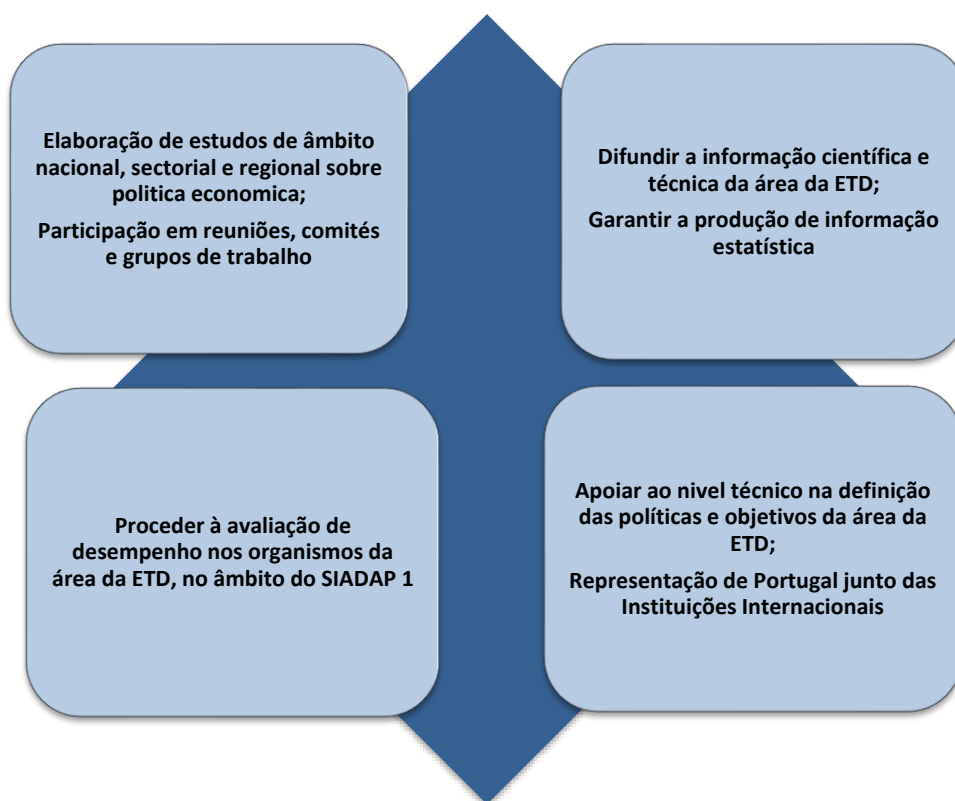 Elaboração de estudos de âmbito
nacional, sectorial e regional sobre
politica economica;
Participação em reuniões, comités
e grupos de trabalho
Difundir a informação científica e
técnica da área da ETD;
Garantir a produção de informação
estatística
Proceder à avaliação de
desempenho nos organismos da
área da ETD, no âmbito do SIADAP 1
Apoiar ao nivel técnico na definição
das políticas e objetivos da área da
ETD;
Representação de Portugal junto das
Instituições Internacionais